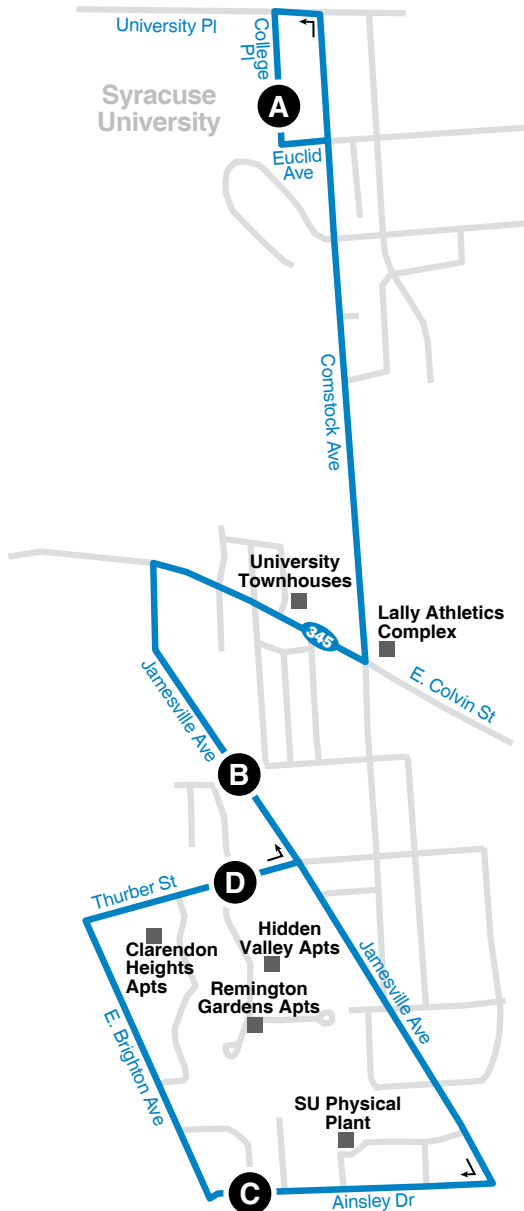 University Pl
College
Pl
Syracuse
University
A
Euclid
Ave
Comstock Ave
University
Townhouses
345
Lally Athletics
Complex
E. Colvin St
Jamesville Ave
B
D
Thurber St
Clarendon
Heights
Apts
Hidden
Valley Apts
Remington
Gardens Apts
Jamesville Ave
E. Brighton Ave
SU Physical
Plant
C
Ainsley Dr